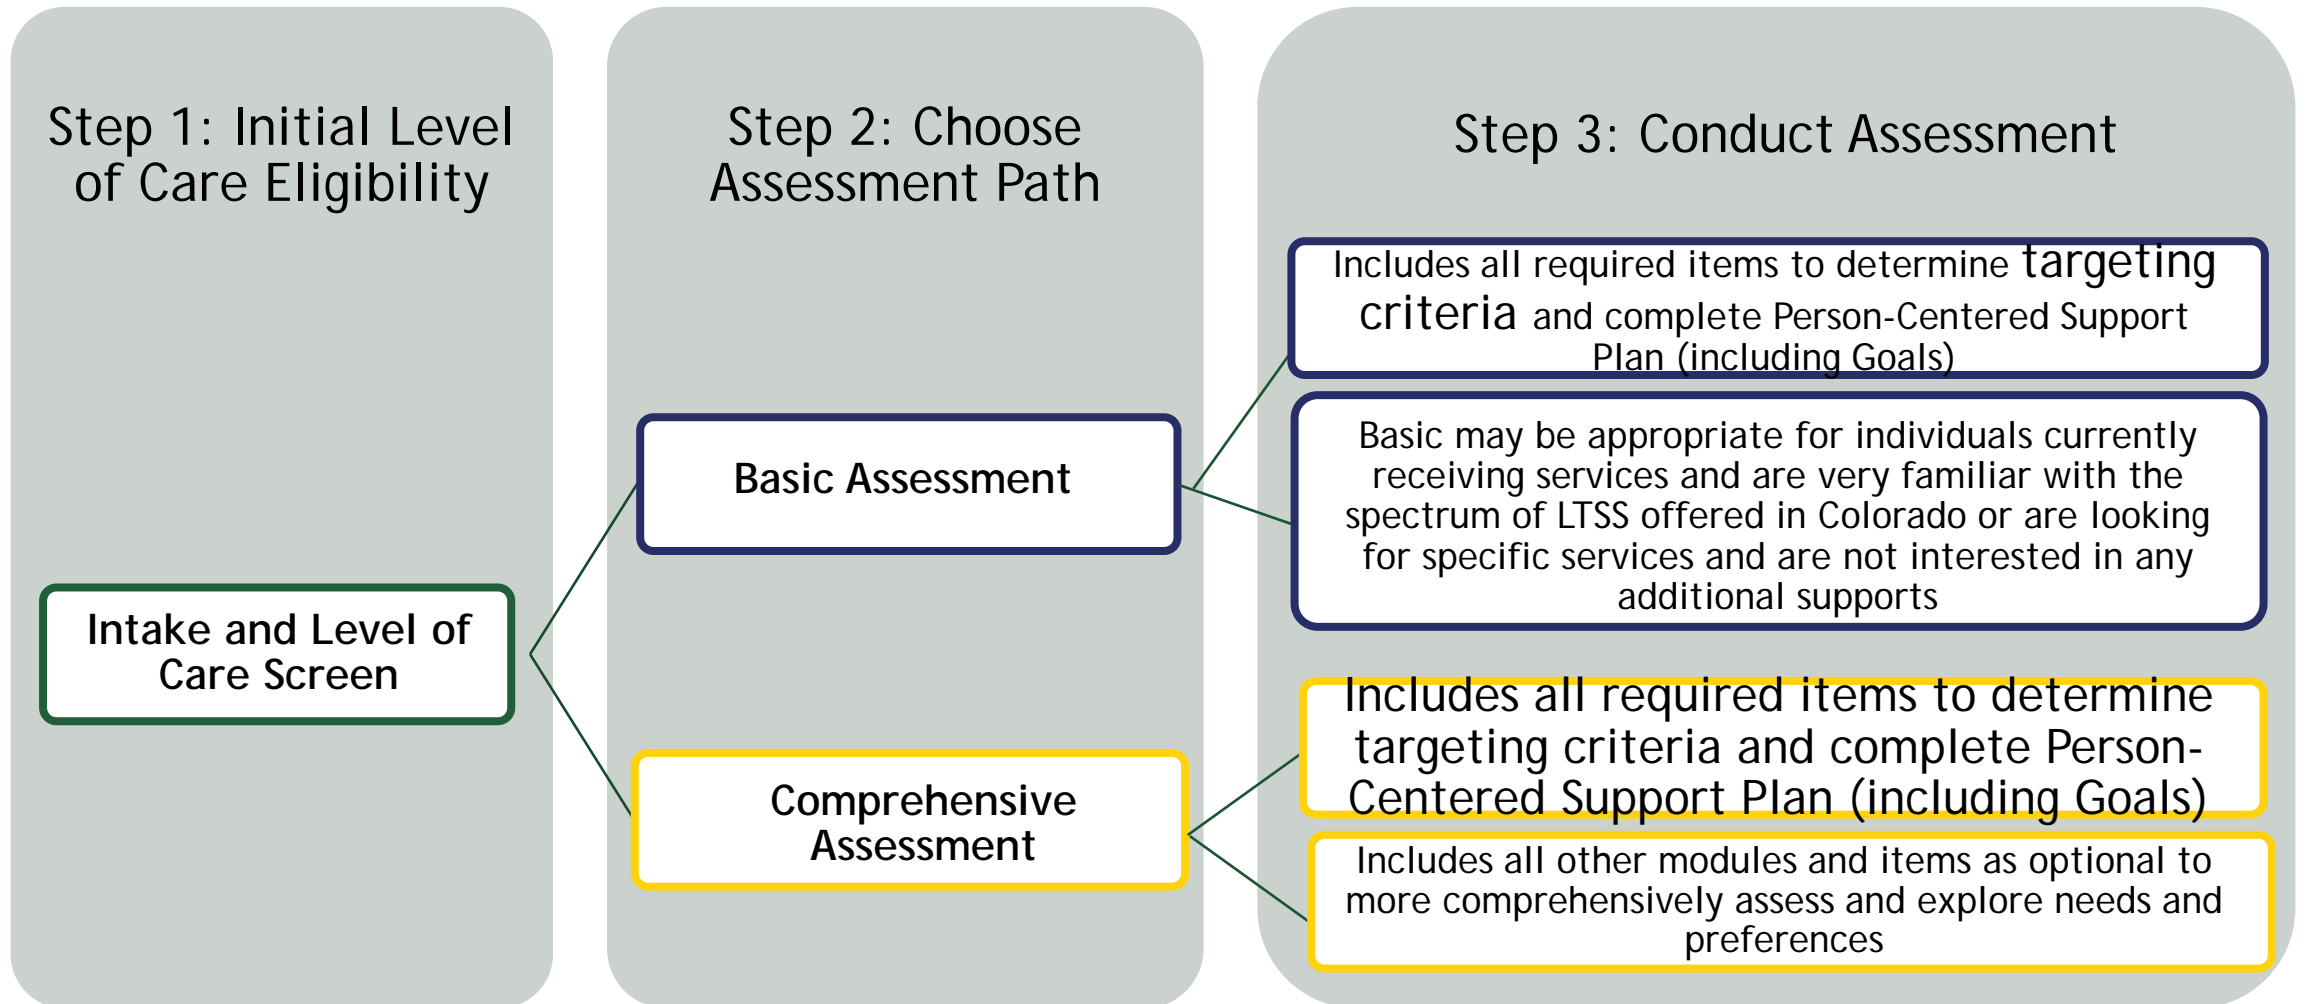 Step 1: Initial Level
of Care Eligibility
Intake and Level of
Care Screen
Step 2: Choose
Assessment Path
Basic Assessment
Comprehensive
Assessment
Step 3: Conduct Assessment
Includes all required items to determine targeting
criteria and complete Person-Centered Support
Plan (including Goals)
Basic may be appropriate for individuals currently
receiving services and are very familiar with the
spectrum of LTSS offered in Colorado or are looking
for specific services and are not interested in any
additional supports
Includes all required items to determine
targeting criteria and complete Person-
Centered Support Plan (including Goals)
Includes all other modules and items as optional to
more comprehensively assess and explore needs and
preferences